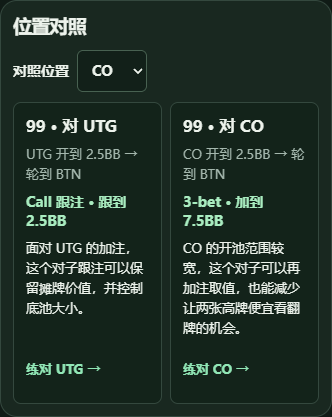 位置对照
对照位置 CO
99 • 对 UTG
UTG 开到 2.5BB →
轮到 BTN
Call 跟注 • 跟到
2.5BB
面对 UTG 的加注，
这个对子跟注可以保
留摊牌价值，并控制
底池大小。
练对 UTG →
99 • 对 CO
CO 开到 2.5BB → 轮
到 BTN
3-bet • 加到
7.5BB
CO 的开池范围较
宽，这个对子可以再
加注取值，也能减少
让两张高牌便宜看翻
牌的机会。
练对 CO →